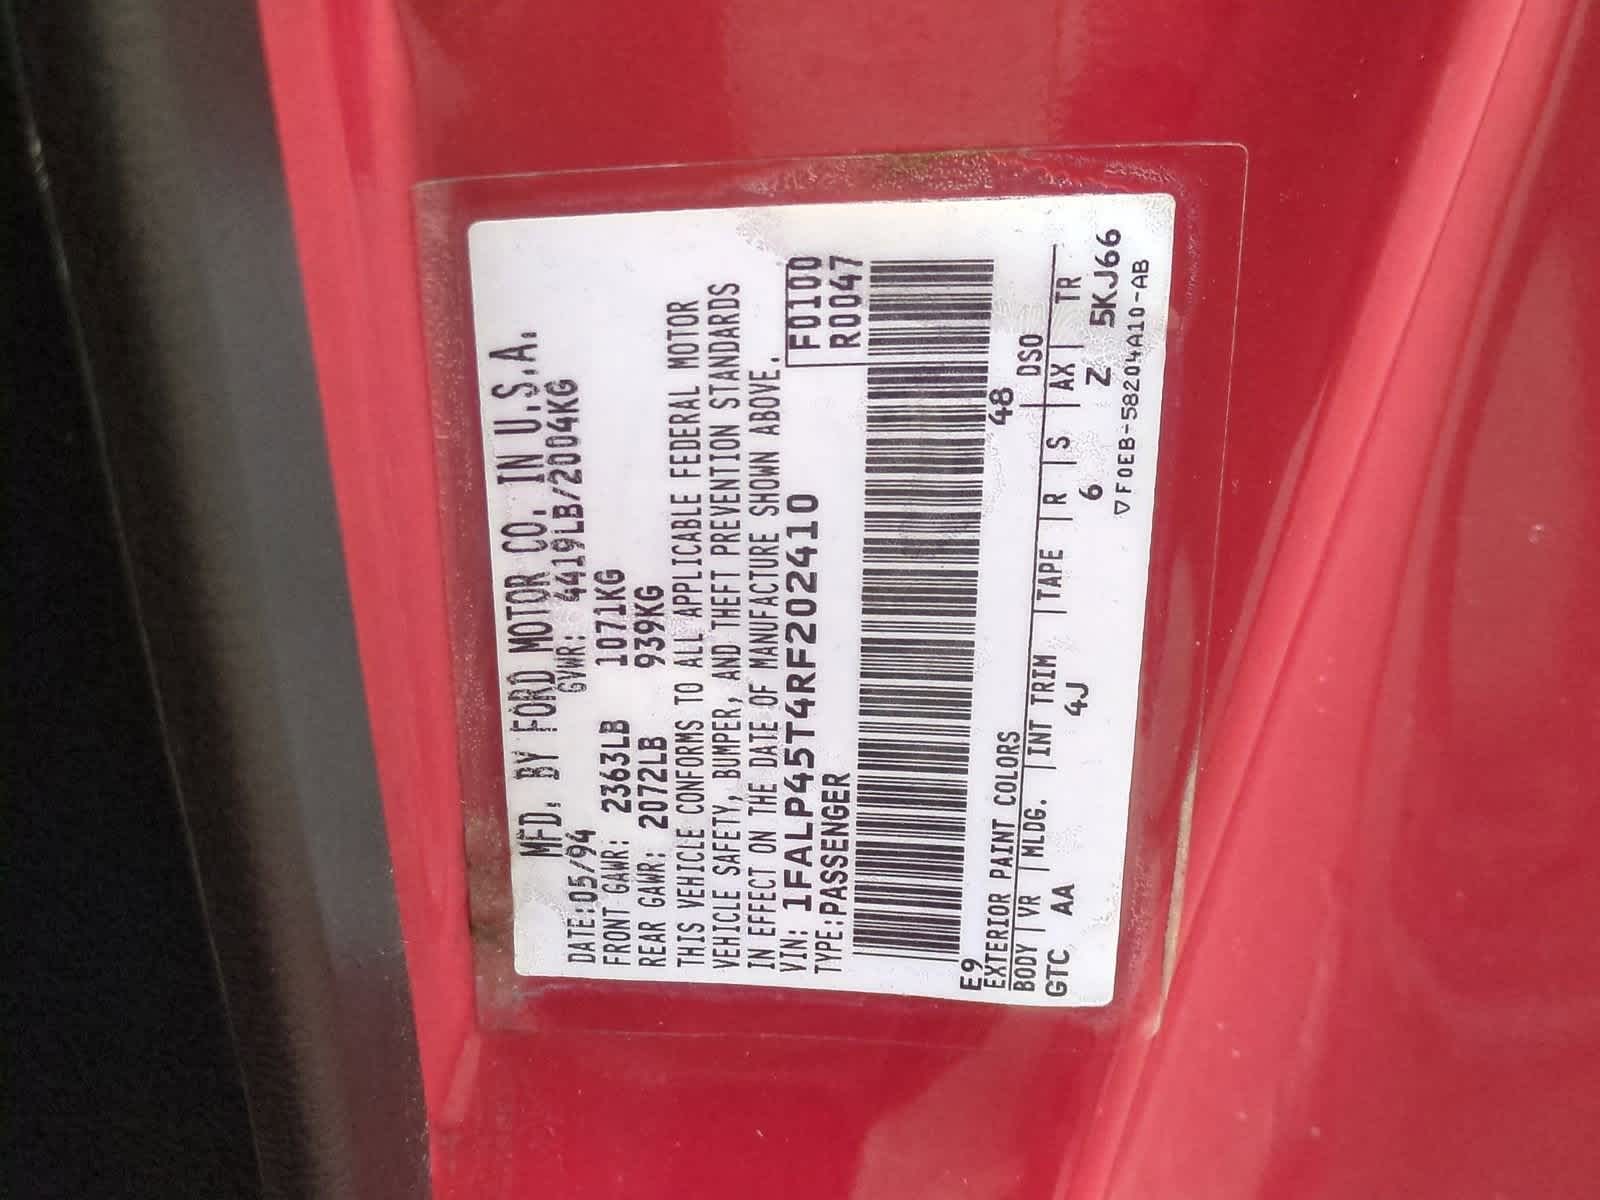 MFD. BY FORD MOTOR CO. IN U.S.A.
DATE:05/94 GVWR: 4419LB/2004KG
FRONT GAWR: 2363LB 1071KG
REAR GAWR: 2072LB 939KG
THIS VEHICLE CONFORMS TO ALL APPLICABLE FEDERAL MOTOR
VEHICLE SAFETY, BUMPER, AND THEFT PREVENTION STANDARDS
IN EFFECT ON THE DATE OF MANUFACTURE SHOWN ABOVE.
VIN: 1FALP45T4RF202410 F0100
TYPE:PASSENGER R0047
E9 48
EXTERIOR PAINT COLORS DSO
BODY VR MLDG. INT TRIM TAPE R S AX TR
GTC AA 4J 6 Z 5KJ66
▽F0EB-58204A10-AB